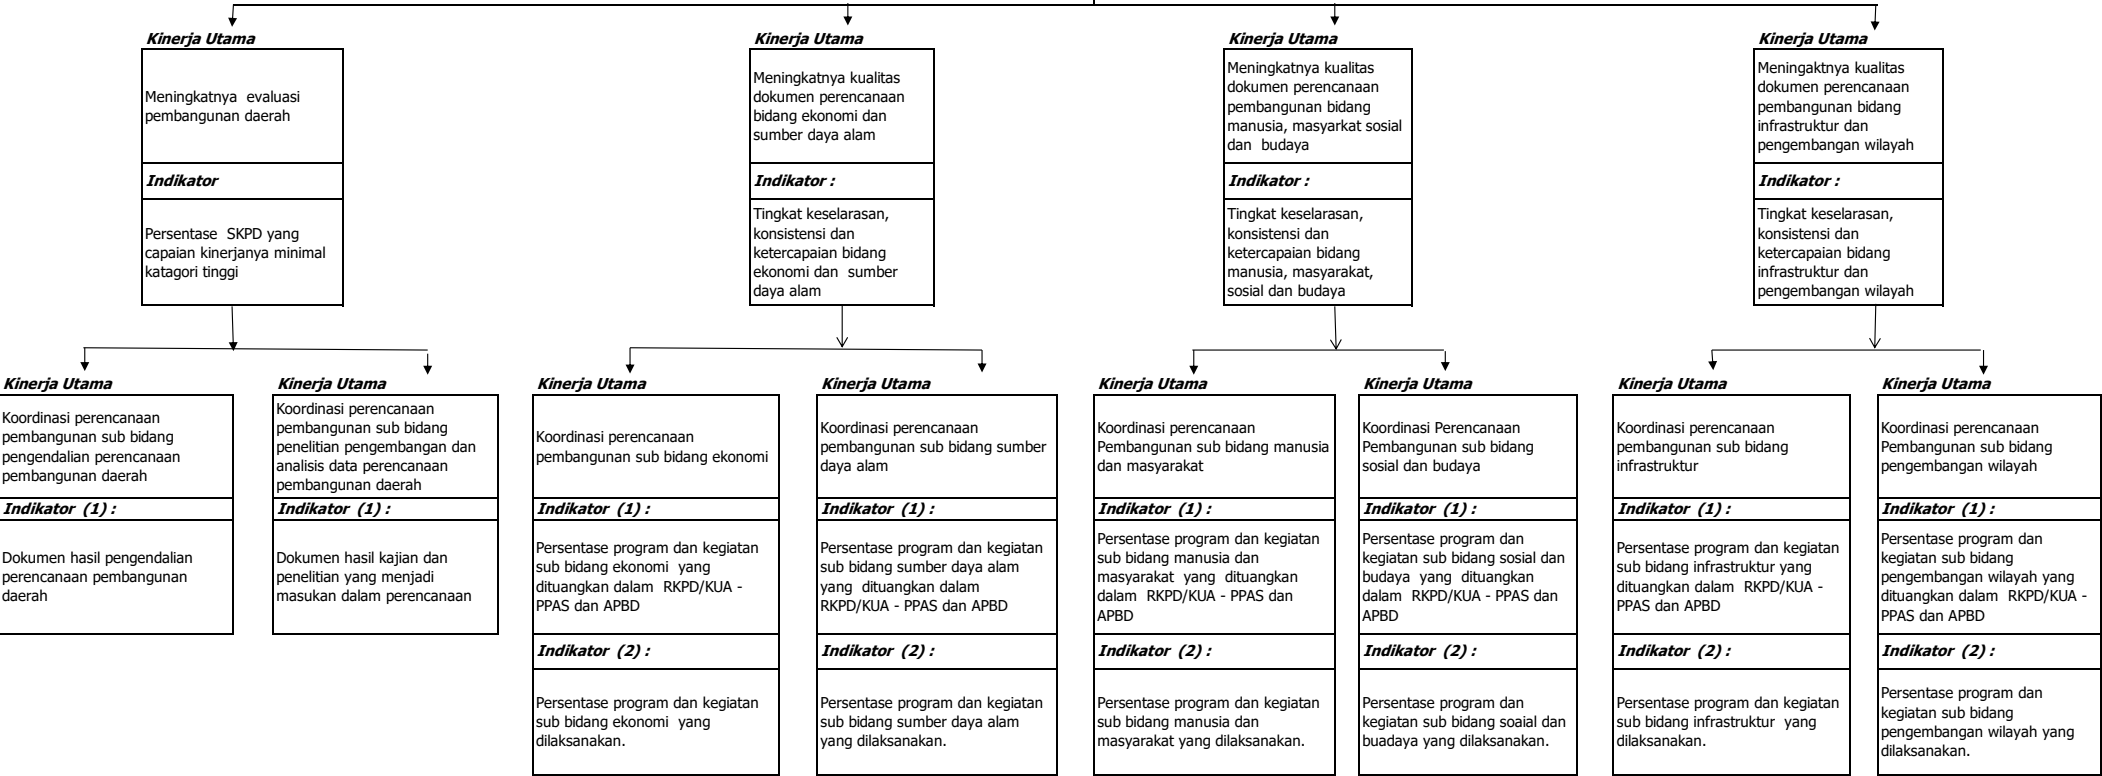 Kinerja Utama
Meningkatnya evaluasi
pembangunan daerah
Indikator
Persentase SKPD yang
capaian kinerjanya minimal
katagori tinggi
Kinerja Utama
Meningkatnya kualitas
dokumen perencanaan
bidang ekonomi dan
sumber daya alam
Indikator :
Tingkat keselarasan,
konsistensi dan
ketercapaian bidang
ekonomi dan sumber
daya alam
Kinerja Utama
Meningkatnya kualitas
dokumen perencanaan
pembangunan bidang
manusia, masyarkat sosial
dan budaya
Indikator :
Tingkat keselarasan,
konsistensi dan
ketercapaian bidang
manusia, masyarakat,
sosial dan budaya
Kinerja Utama
Meningaktnya kualitas
dokumen perencanaan
pembangunan bidang
infrastruktur dan
pengembangan wilayah
Indikator :
Tingkat keselarasan,
konsistensi dan
ketercapaian bidang
infrastruktur dan
pengembangan wilayah
Kinerja Utama
Koordinasi perencanaan
pembangunan sub bidang
pengendalian perencanaan
pembangunan daerah
Indikator (1) :
Dokumen hasil pengendalian
perencanaan pembangunan
daerah
Kinerja Utama
Koordinasi perencanaan
pembangunan sub bidang
penelitian pengembangan dan
analisis data perencanaan
pembangunan daerah
Indikator (1) :
Dokumen hasil kajian dan
penelitian yang menjadi
masukan dalam perencanaan
Kinerja Utama
Koordinasi perencanaan
pembangunan sub bidang ekonomi
Indikator (1) :
Persentase program dan kegiatan
sub bidang ekonomi yang
dituangkan dalam RKPD/KUA -
PPAS dan APBD
Indikator (2) :
Persentase program dan kegiatan
sub bidang ekonomi yang
dilaksanakan.
Kinerja Utama
Koordinasi perencanaan
pembangunan sub bidang sumber
daya alam
Indikator (1) :
Persentase program dan kegiatan
sub bidang sumber daya alam
yang dituangkan dalam
RKPD/KUA - PPAS dan APBD
Indikator (2) :
Persentase program dan kegiatan
sub bidang sumber daya alam
yang dilaksanakan.
Kinerja Utama
Koordinasi perencanaan
Pembangunan sub bidang manusia
dan masyarakat
Indikator (1) :
Persentase program dan kegiatan
sub bidang manusia dan
masyarakat yang dituangkan
dalam RKPD/KUA - PPAS dan
APBD
Indikator (2) :
Persentase program dan kegiatan
sub bidang manusia dan
masyarakat yang dilaksanakan.
Kinerja Utama
Koordinasi Perencanaan
Pembangunan sub bidang
sosial dan budaya
Indikator (1) :
Persentase program dan
kegiatan sub bidang sosial dan
budaya yang dituangkan
dalam RKPD/KUA - PPAS dan
APBD
Indikator (2) :
Persentase program dan
kegiatan sub bidang soaial dan
buadaya yang dilaksanakan.
Kinerja Utama
Koordinasi perencanaan
pembangunan sub bidang
infrastruktur
Indikator (1) :
Persentase program dan kegiatan
sub bidang infrastruktur yang
dituangkan dalam RKPD/KUA -
PPAS dan APBD
Indikator (2) :
Persentase program dan kegiatan
sub bidang infrastruktur yang
dilaksanakan.
Kinerja Utama
Koordinasi perencanaan
Pembangunan sub bidang
pengembangan wilayah
Indikator (1) :
Persentase program dan
kegiatan sub bidang
pengembangan wilayah yang
dituangkan dalam RKPD/KUA -
PPAS dan APBD
Indikator (2) :
Persentase program dan
kegiatan sub bidang
pengembangan wilayah yang
dilaksanakan.